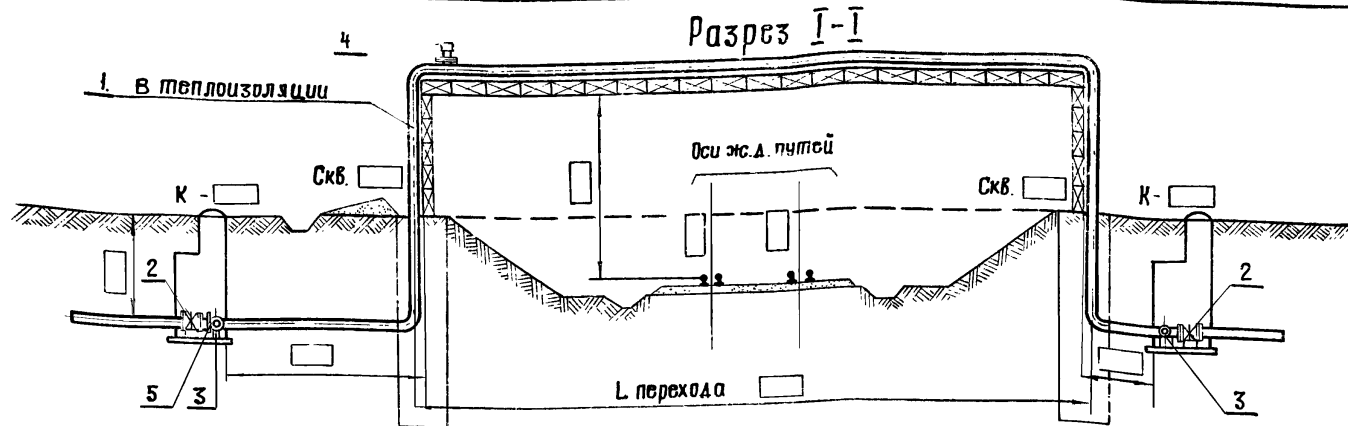 Разрез I-I
4
1. В теплоизоляции
Оси ж.д. путей
Скв.
Скв.
К -
К-
2
2
5
3
L перехода
3